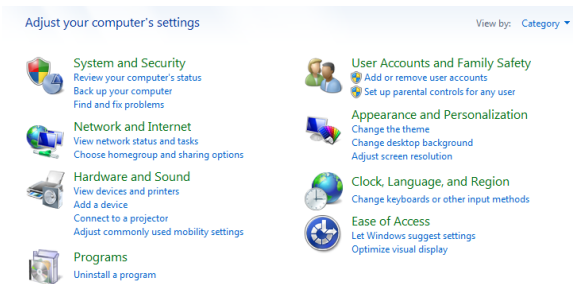 Adjust your computer's settings
View by: Category
System and Security
Review your computer's status
Back up your computer
Find and fix problems
Network and Internet
View network status and tasks
Choose homegroup and sharing options
Hardware and Sound
View devices and printers
Add a device
Connect to a projector
Adjust commonly used mobility settings
Programs
Uninstall a program
User Accounts and Family Safety
Add or remove user accounts
Set up parental controls for any user
Appearance and Personalization
Change the theme
Change desktop background
Adjust screen resolution
Clock, Language, and Region
Change keyboards or other input methods
Ease of Access
Let Windows suggest settings
Optimize visual display